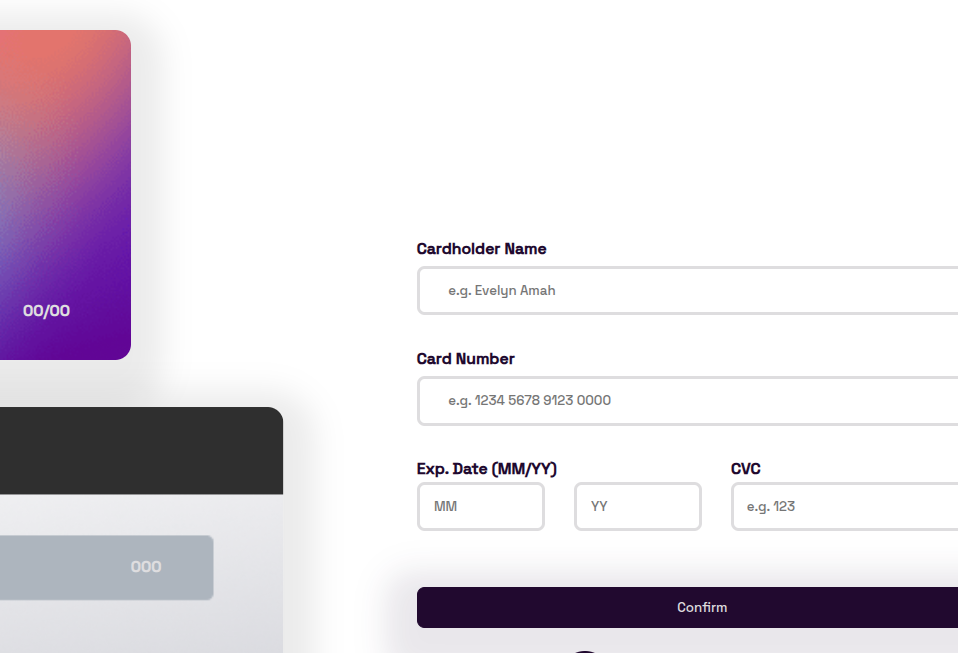 00/00
000
Cardholder Name
e.g. Evelyn Amah
Card Number
e.g. 1234 5678 9123 0000
Exp. Date (MM/YY)
CVC
MM
YY
e.g. 123
Confirm